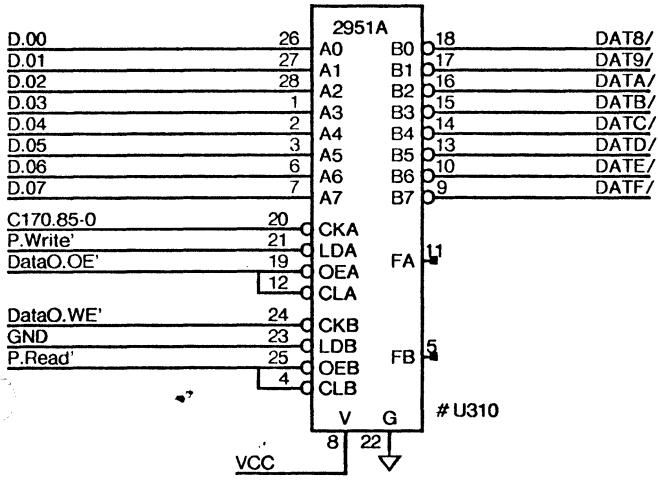 2951A
D.00 26 A0 B0 18 DAT8/
D.01 27 A1 B1 17 DAT9/
D.02 28 A2 B2 16 DATA/
D.03 1 A3 B3 15 DATB/
D.04 2 A4 B4 14 DATC/
D.05 3 A5 B5 13 DATD/
D.06 6 A6 B6 10 DATE/
D.07 7 A7 B7 9 DATF/
C170.85-0 20 CKA
P.Write' 21 LDA
DataO.OE' 19 OEA FA 11
12 CLA
DataO.WE' 24 CKB
GND 23 LDB
P.Read' 25 OEB FB 5
4 CLB
V G # U310
8 22
VCC